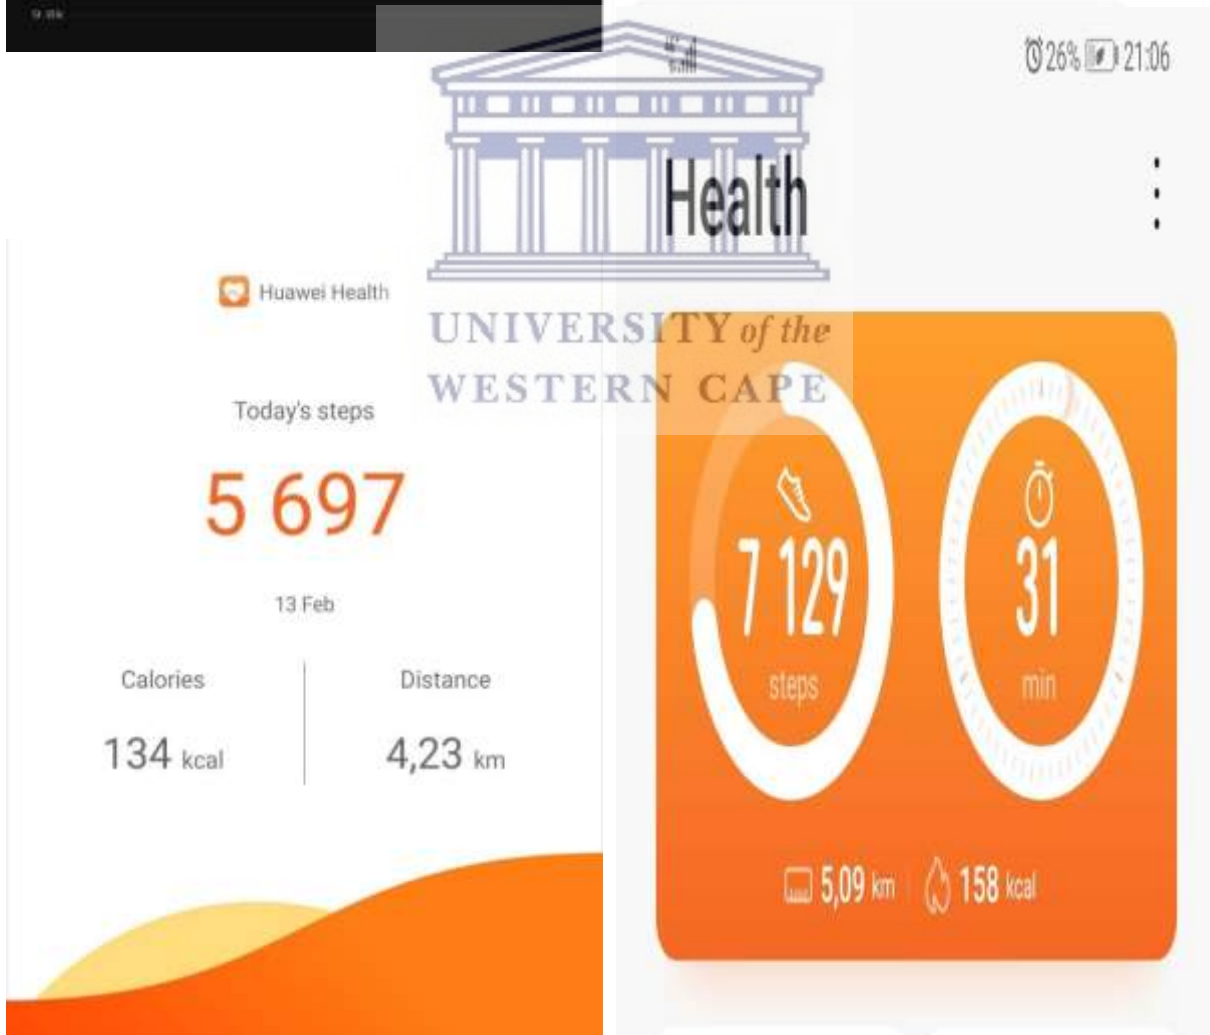 Huawei Health
Today's steps
5 697
13 Feb
Calories
134 kcal
Distance
4,23 km
UNIVERSITY of the
WESTERN CAPE
26% 21:06
Health
7 129
steps
31
min
5,09 km
158 kcal